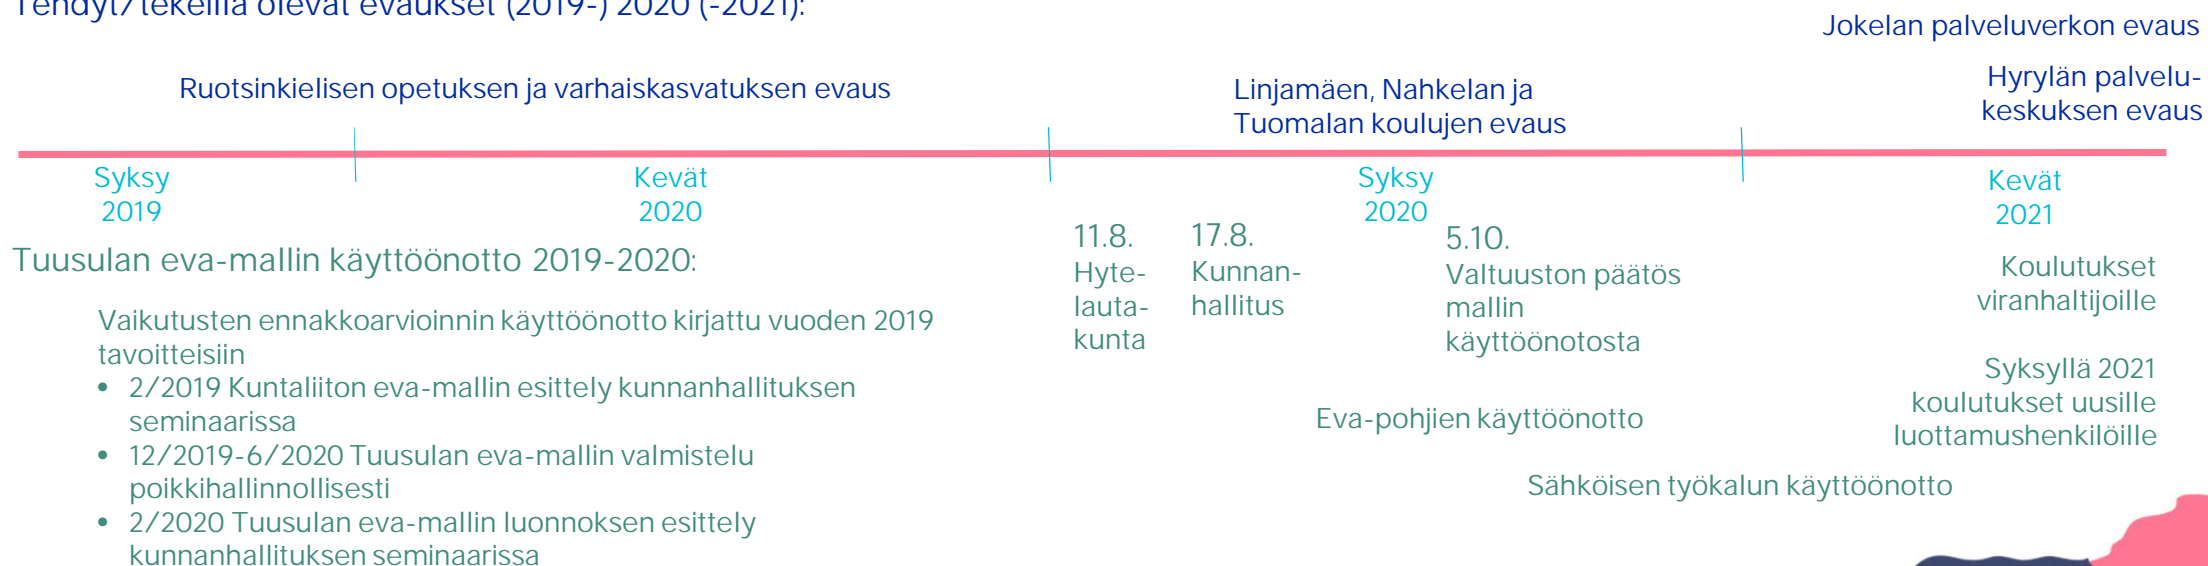 Tehdyt/tekeillä olevat evaukset (2019-) 2020 (-2021):
Jokelan palveluverkon evaus
Ruotsinkielisen opetuksen ja varhaiskasvatuksen evaus
Linjamäen, Nahkelan ja
Tuomalan koulujen evaus
Hyrylän palvelu-
keskuksen evaus
Syksy
2019
Kevät
2020
Syksy
2020
Kevät
2021
Tuusulan eva-mallin käyttöönotto 2019-2020:
Vaikutusten ennakkoarvioinnin käyttöönotto kirjattu vuoden 2019
tavoitteisiin
• 2/2019 Kuntaliiton eva-mallin esittely kunnanhallituksen
seminaarissa
• 12/2019-6/2020 Tuusulan eva-mallin valmistelu
poikkihallinnollisesti
• 2/2020 Tuusulan eva-mallin luonnoksen esittely
kunnanhallituksen seminaarissa
11.8.
Hyte-
lauta-
kunta
17.8.
Kunnan-
hallitus
5.10.
Valtuuston päätös
mallin
käyttöönotosta
Eva-pohjien käyttöönotto
Sähköisen työkalun käyttöönotto
Koulutukset
viranhaltijoille
Syksyllä 2021
koulutukset uusille
luottamushenkilöille